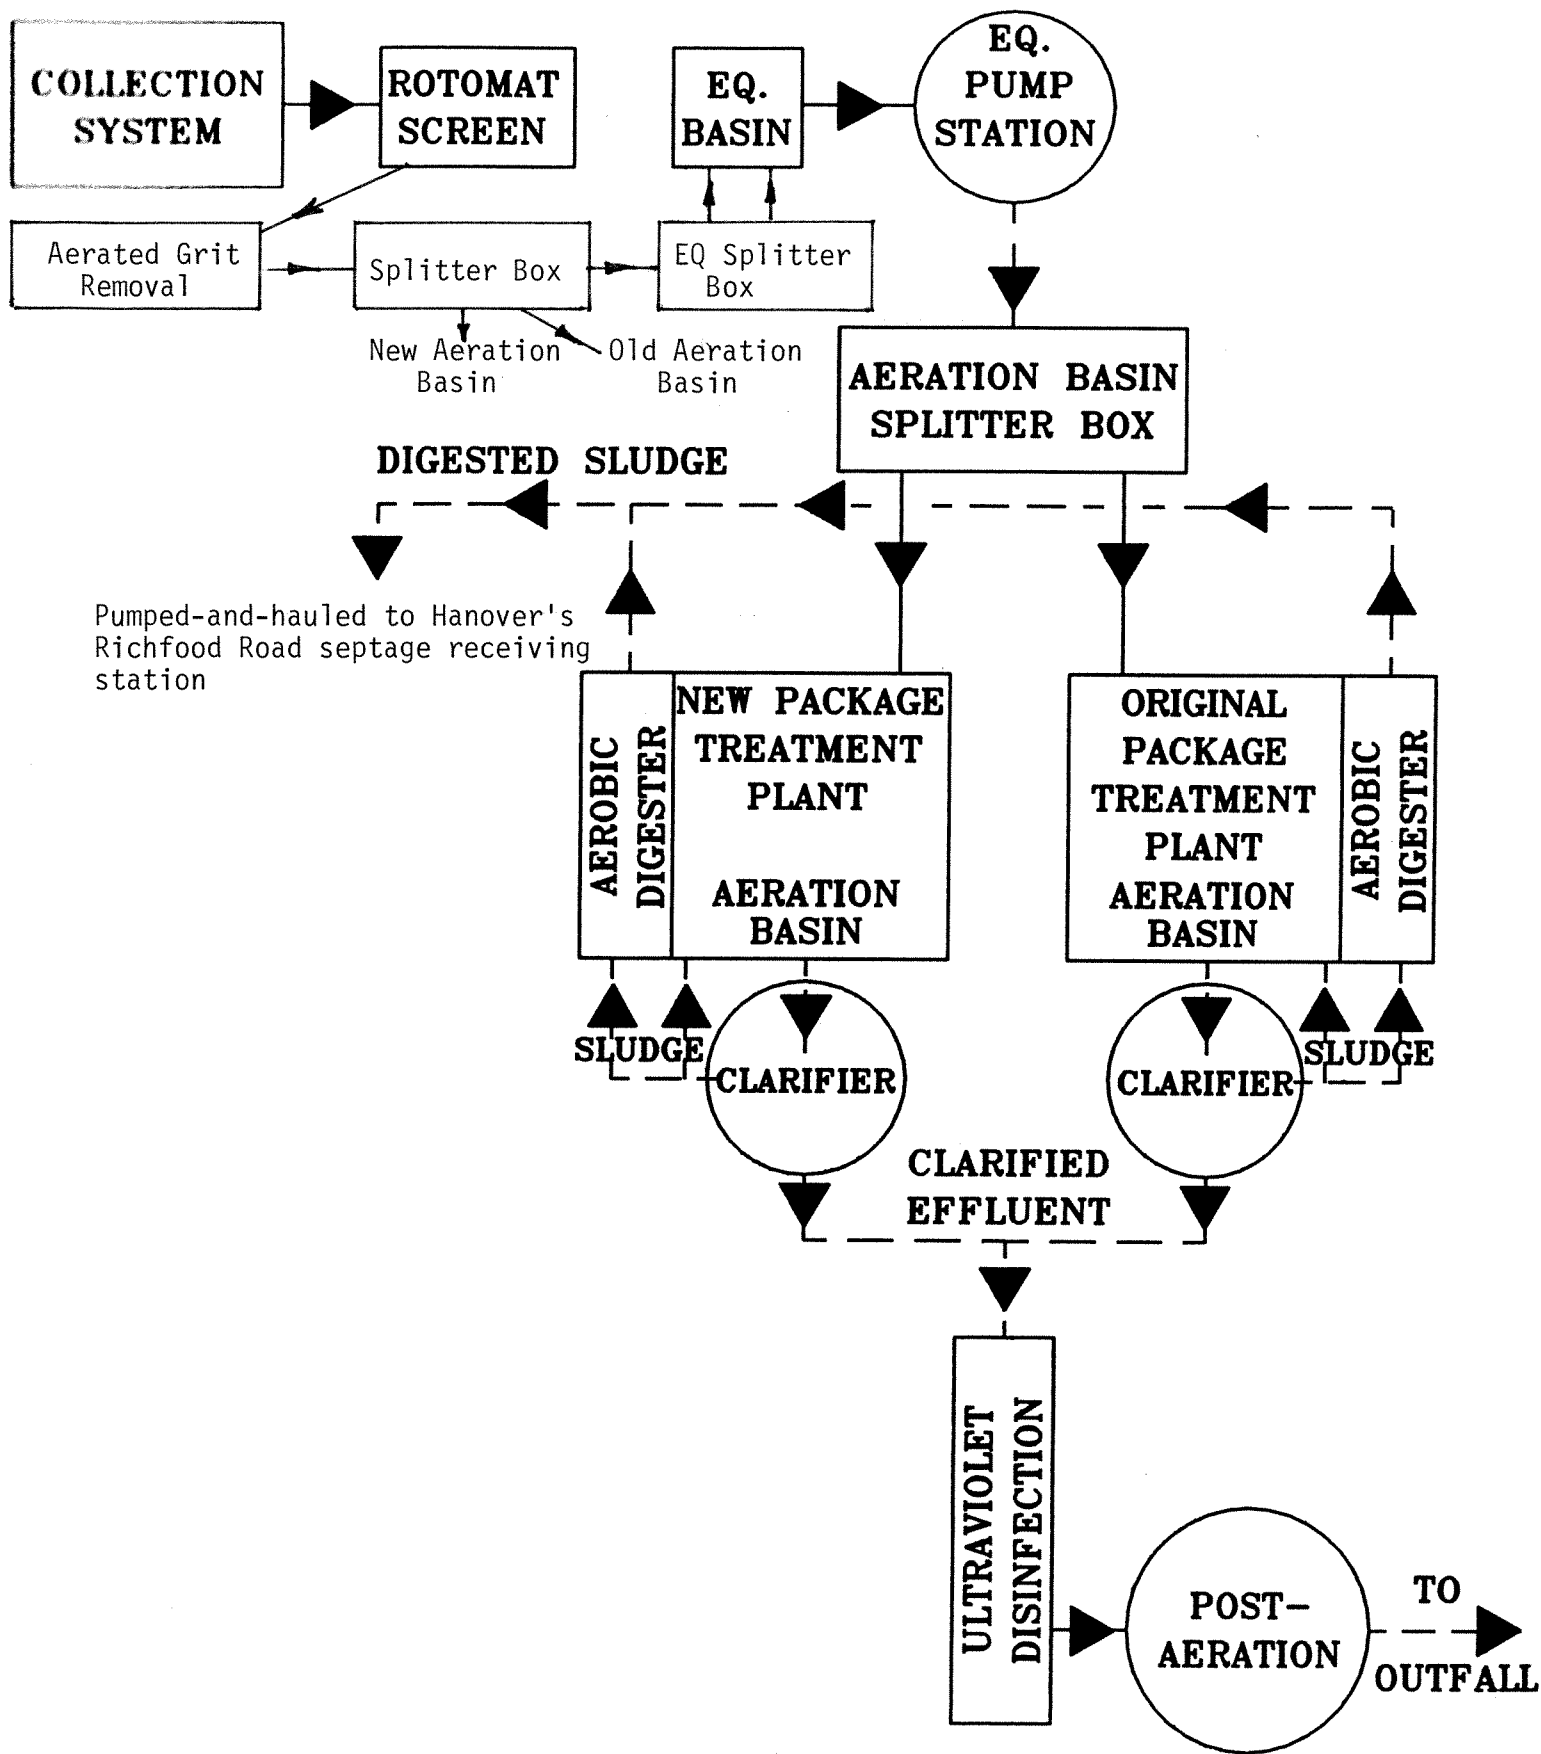 COLLECTION
SYSTEM
ROTOMAT
SCREEN
EQ.
BASIN
EQ.
PUMP
STATION
Aerated Grit
Removal
Splitter Box
EQ Splitter
Box
New Aeration
Basin
Old Aeration
Basin
AERATION BASIN
SPLITTER BOX
DIGESTED SLUDGE
Pumped-and-hauled to Hanover's
Richfood Road septage receiving
station
AEROBIC
DIGESTER
NEW PACKAGE
TREATMENT
PLANT
AERATION
BASIN
ORIGINAL
PACKAGE
TREATMENT
PLANT
AERATION
BASIN
AEROBIC
DIGESTER
SLUDGE
CLARIFIER
CLARIFIER
SLUDGE
CLARIFIED
EFFLUENT
ULTRAVIOLET
DISINFECTION
POST-
AERATION
TO
OUTFALL